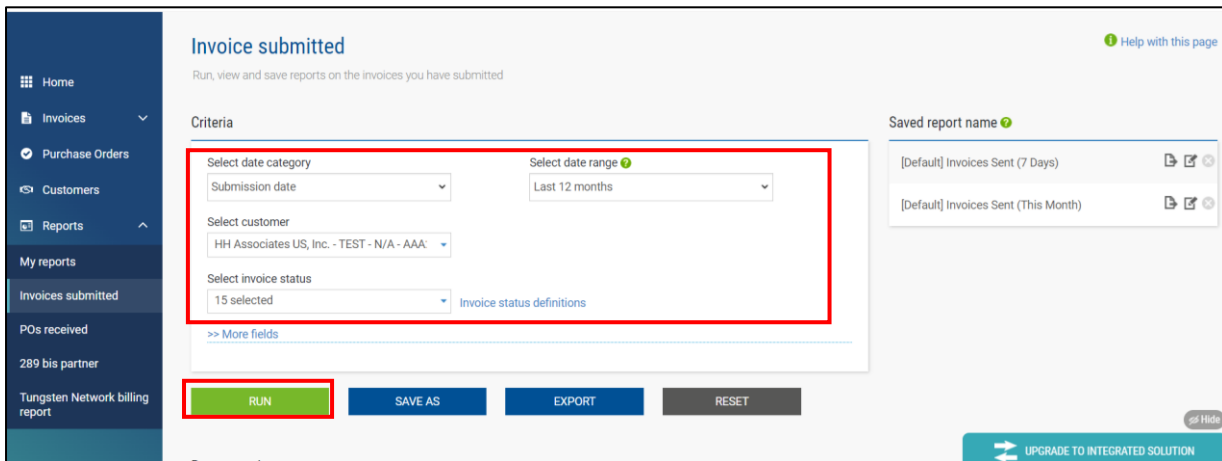 Home
Invoices
Purchase Orders
Customers
Reports
My reports
Invoices submitted
POs received
289 bis partner
Tungsten Network billing
report
Invoice submitted
Help with this page
Run, view and save reports on the invoices you have submitted
Criteria
Select date category
Select date range
Submission date
Last 12 months
Select customer
HH Associates US, Inc. - TEST - N/A - AAA
Select invoice status
15 selected
Invoice status definitions
>> More fields
RUN
SAVE AS
EXPORT
RESET
Saved report name
[Default] Invoices Sent (7 Days)
[Default] Invoices Sent (This Month)
Hide
UPGRADE TO INTEGRATED SOLUTION